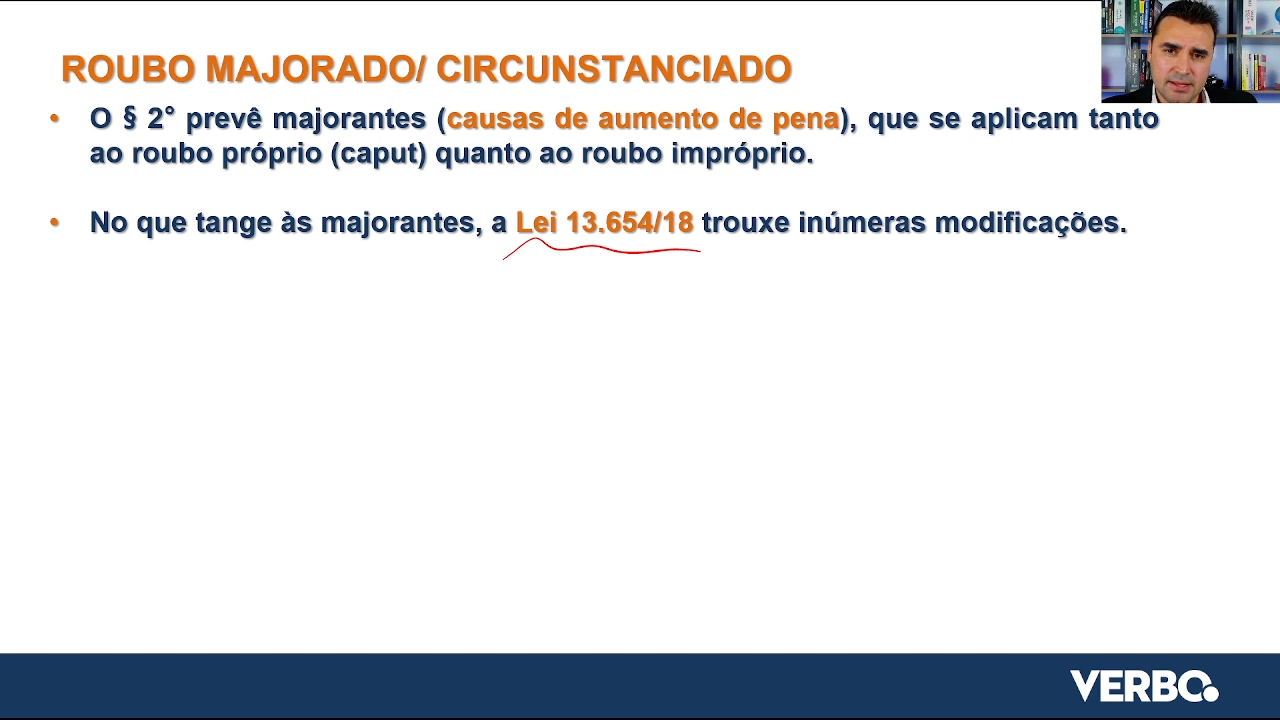 ROUBO MAJORADO/ CIRCUNSTANCIADO
• O § 2° prevê majorantes (causas de aumento de pena), que se aplicam tanto
ao roubo próprio (caput) quanto ao roubo impróprio.
• No que tange às majorantes, a Lei 13.654/18 trouxe inúmeras modificações.
VERBO